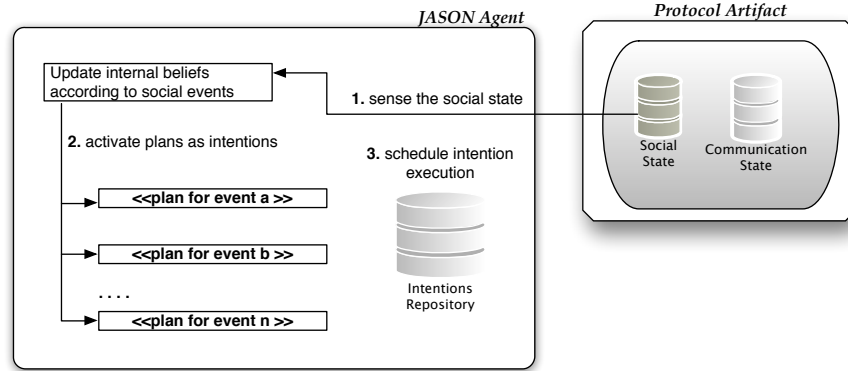 JASON Agent
Protocol Artifact
Update internal beliefs
according to social events
1. sense the social state
2. activate plans as intentions
3. schedule intention
execution
<<plan for event a >>
<<plan for event b >>
. . . .
<<plan for event n >>
Intentions
Repository
Social
State
Communication
State